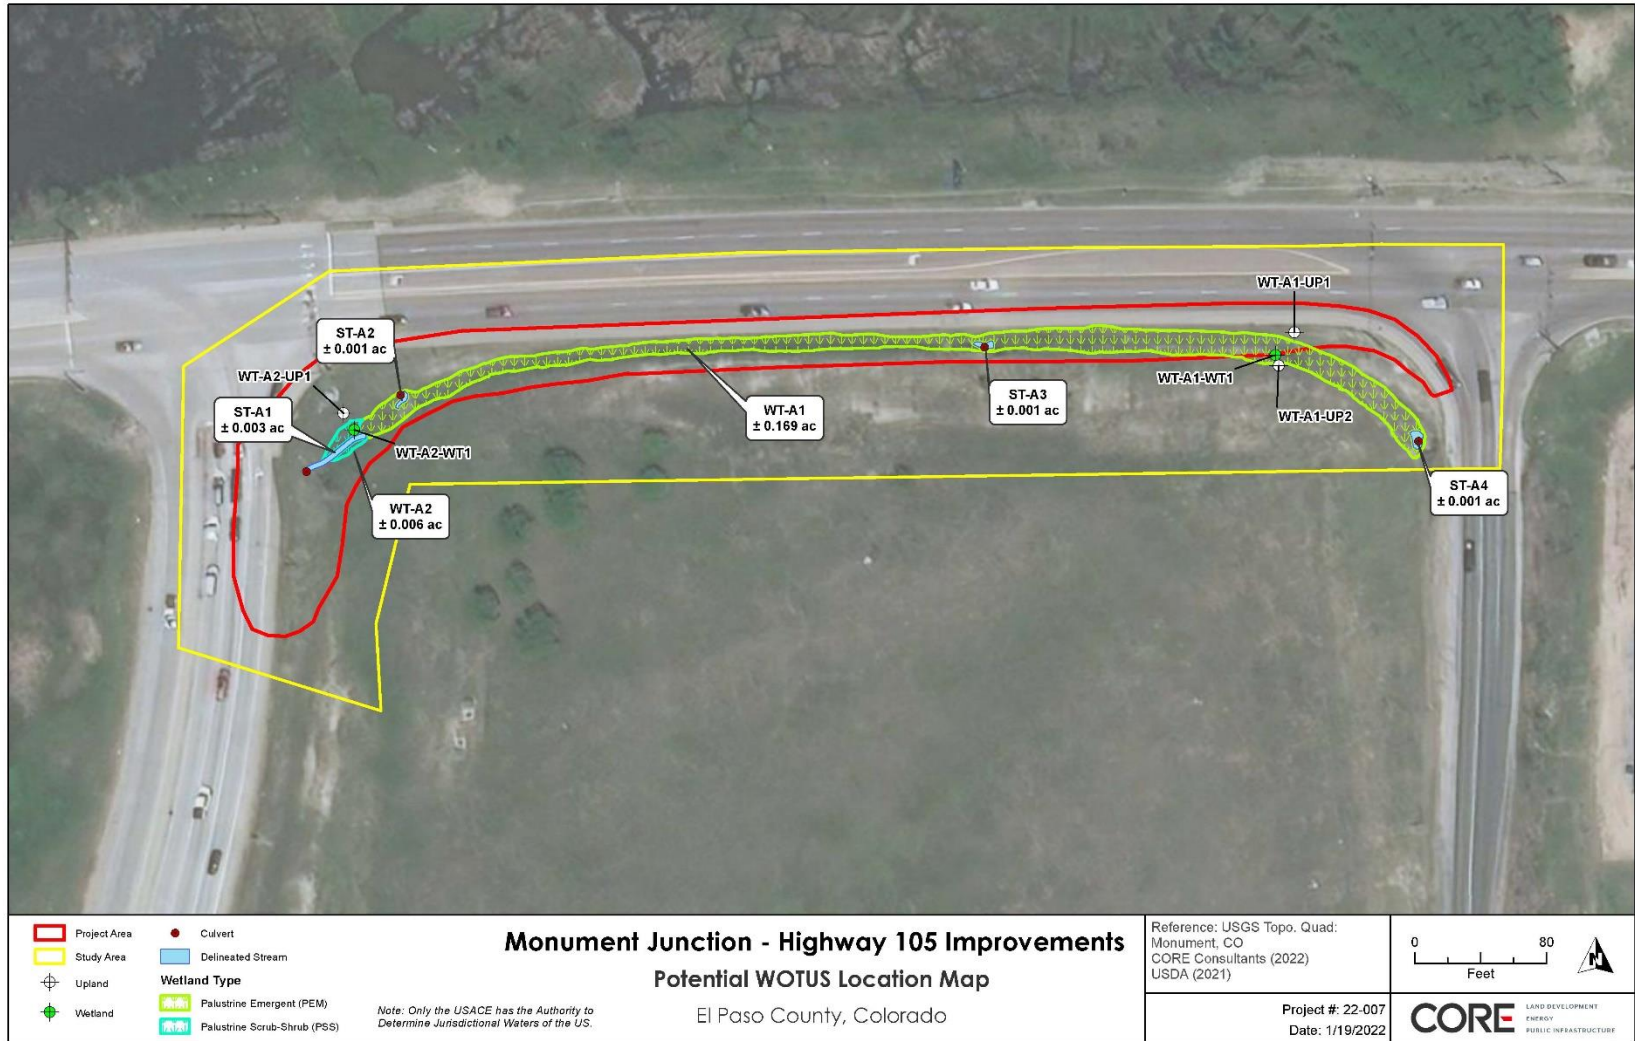 WT-A1-UP1
ST-A2
± 0.001 ac
WT-A2-UP1
ST-A1
± 0.003 ac
WT-A2-WT1
WT-A2
± 0.006 ac
WT-A1
± 0.169 ac
ST-A3
± 0.001 ac
WT-A1-WT1
WT-A1-UP2
ST-A4
± 0.001 ac
Project Area
Study Area
Upland
Wetland
Culvert
Delineated Stream
Wetland Type
Palustrine Emergent (PEM)
Palustrine Scrub-Shrub (PSS)
Note: Only the USACE has the Authority to
Determine Jurisdictional Waters of the US.
Monument Junction - Highway 105 Improvements
Potential WOTUS Location Map
El Paso County, Colorado
Reference: USGS Topo. Quad:
Monument, CO
CORE Consultants (2022)
USDA (2021)
Project #: 22-007
Date: 1/19/2022
0 80
Feet
N
CORE
LAND DEVELOPMENT
ENERGY
PUBLIC INFRASTRUCTURE